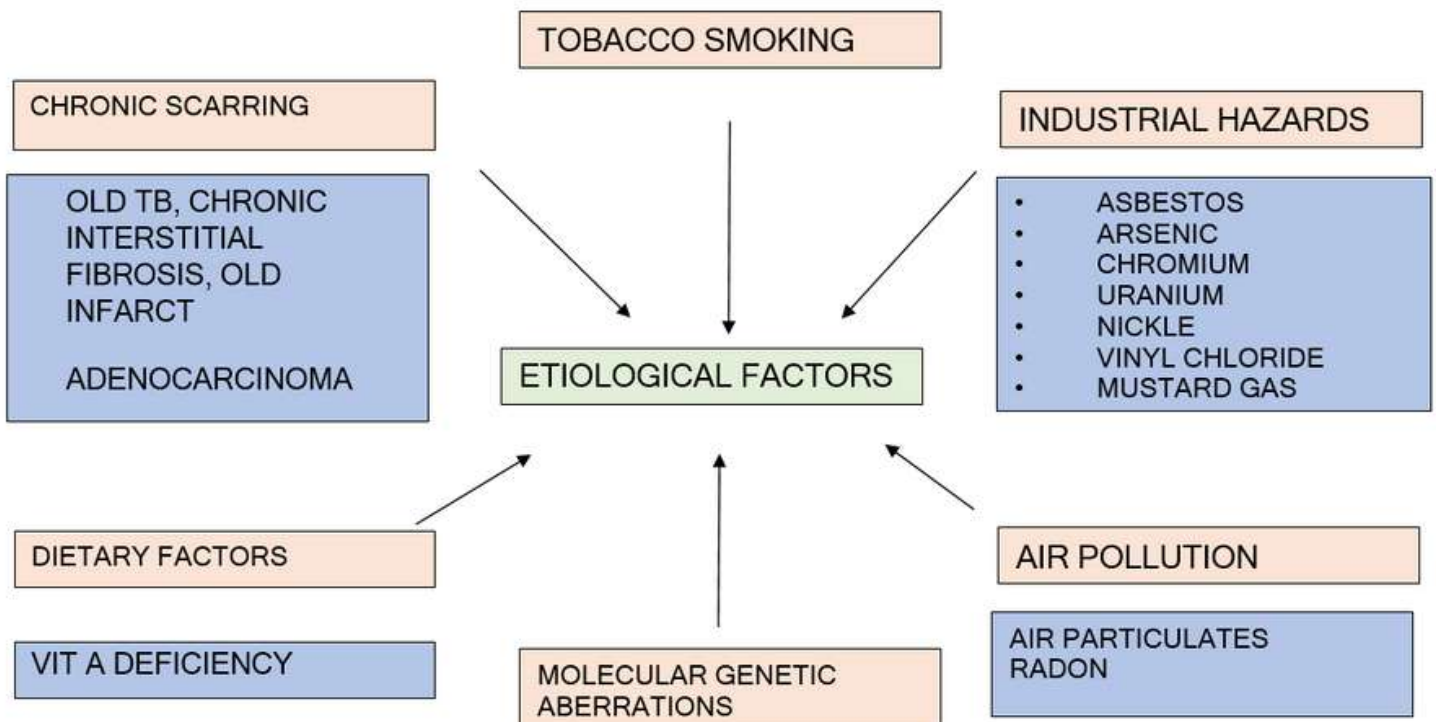 TOBACCO SMOKING
CHRONIC SCARRING
INDUSTRIAL HAZARDS
OLD TB, CHRONIC
INTERSTITIAL
FIBROSIS, OLD
INFARCT
ADENOCARCINOMA
• ASBESTOS
• ARSENIC
• CHROMIUM
• URANIUM
• NICKLE
• VINYL CHLORIDE
• MUSTARD GAS
ETIOLOGICAL FACTORS
DIETARY FACTORS
VIT A DEFICIENCY
MOLECULAR GENETIC
ABERRATIONS
AIR POLLUTION
AIR PARTICULATES
RADON